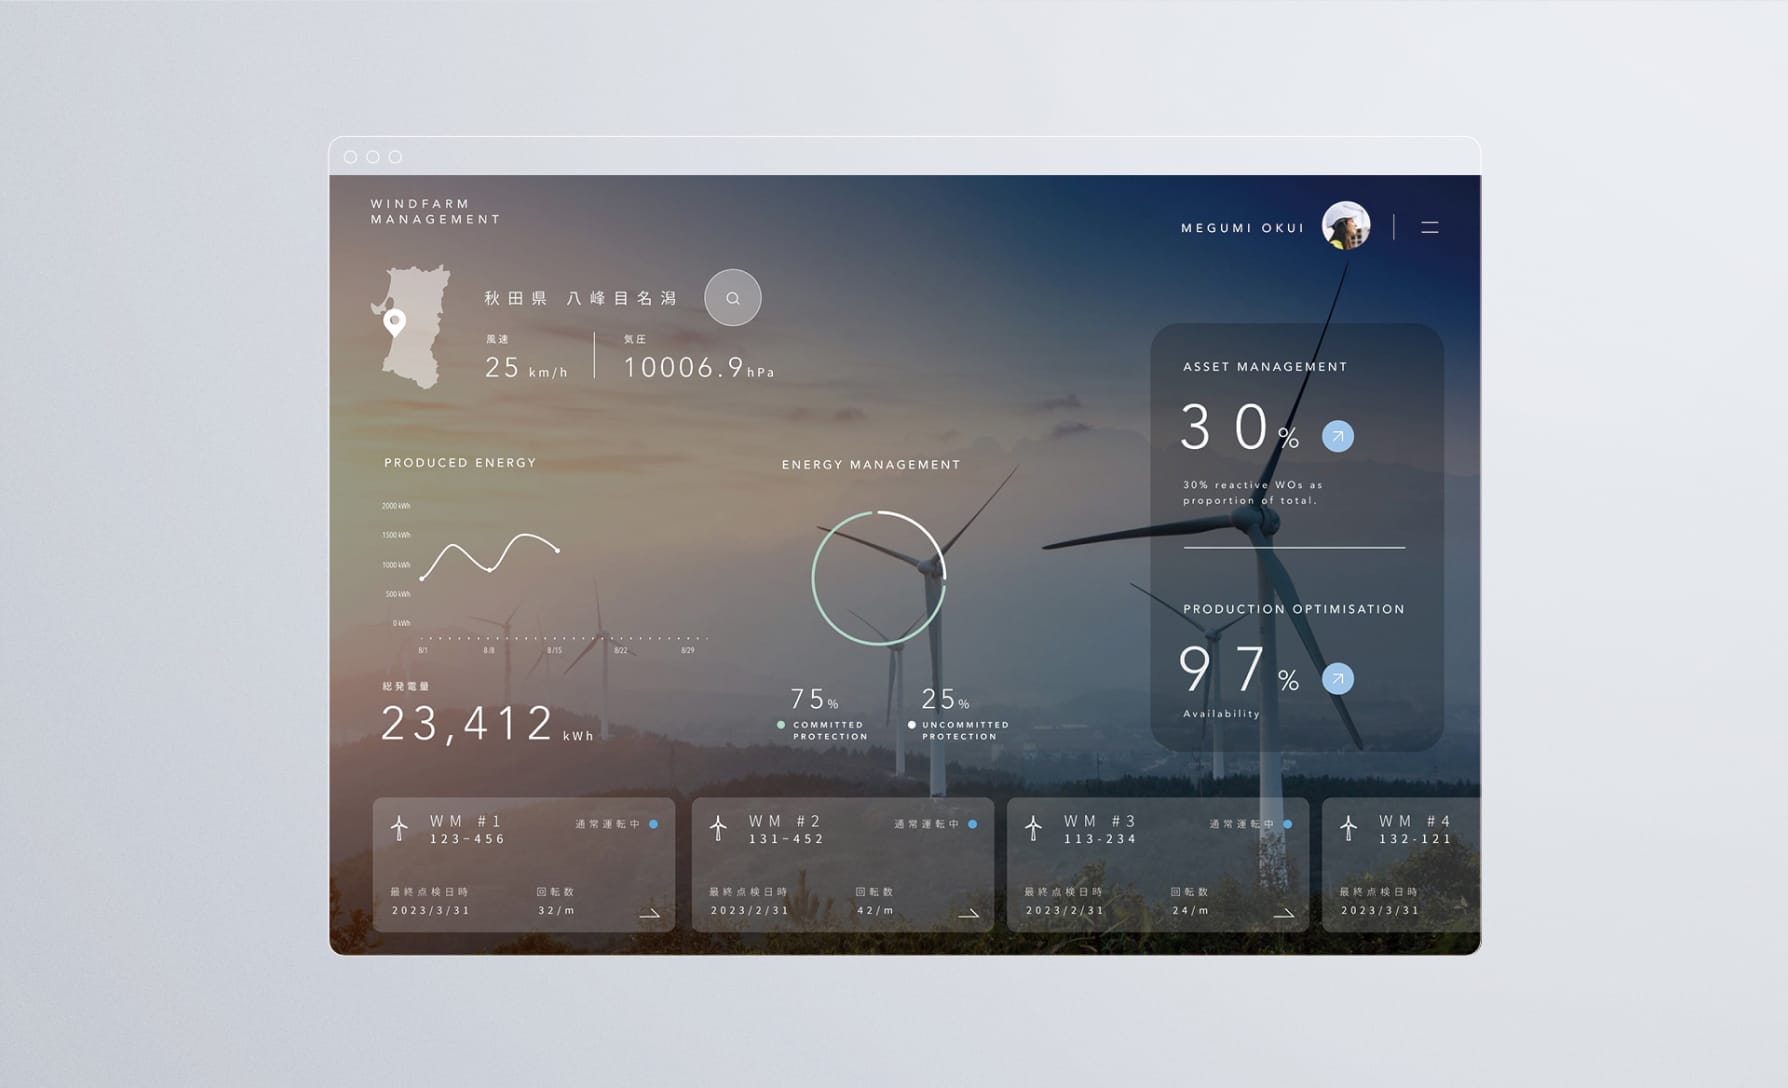 WINDFARM
MANAGEMENT
MEGUMI OKUI
秋田県 八峰目名潟
風速
25 km/h
気圧
10006.9 hPa
PRODUCED ENERGY
2000 kWh
1500 kWh
1000 kWh
500 kWh
0 kWh
8/1 8/8 8/15 8/22 8/29
総発電量
23,412 kWh
ENERGY MANAGEMENT
75%
COMMITTED
PROTECTION
25%
UNCOMMITTED
PROTECTION
ASSET MANAGEMENT
30%
30% reactive WOs as
proportion of total.
PRODUCTION OPTIMISATION
97%
Availability
WM #1
123-456
通常運転中
最終点検日時
2023/3/31
回転数
32/m
WM #2
131-452
通常運転中
最終点検日時
2023/2/31
回転数
42/m
WM #3
113-234
通常運転中
最終点検日時
2023/2/31
回転数
24/m
WM #4
132-121
最終点検日時
2023/3/31